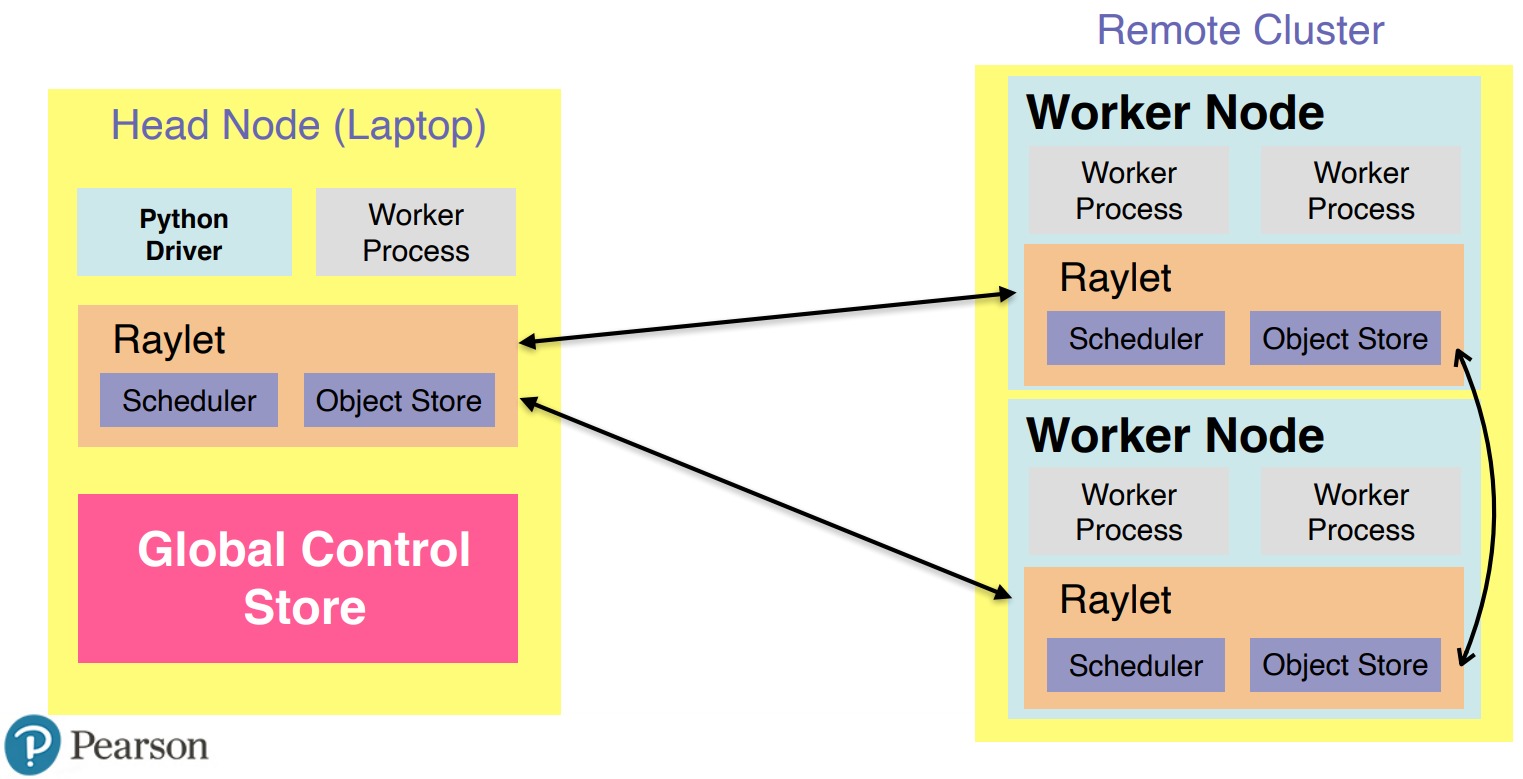 Remote Cluster
Head Node (Laptop)
Python
Driver
Worker
Process
Raylet
Scheduler
Object Store
Global Control
Store
Worker Node
Worker
Process
Worker
Process
Raylet
Scheduler
Object Store
Worker Node
Worker
Process
Worker
Process
Raylet
Scheduler
Object Store
P
Pearson